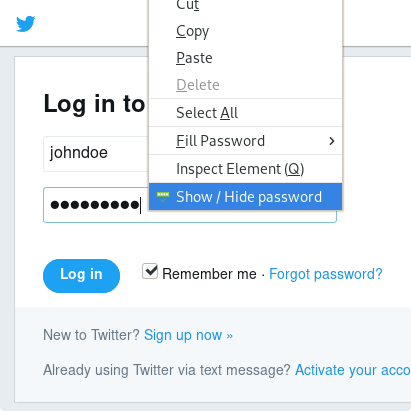 Cut
Copy
Paste
Delete
Select All
Fill Password
Inspect Element (Q)
Show / Hide password
Log in to
johndoe
Log in
Remember me · Forgot password?
New to Twitter? Sign up now »
Already using Twitter via text message? Activate your acco